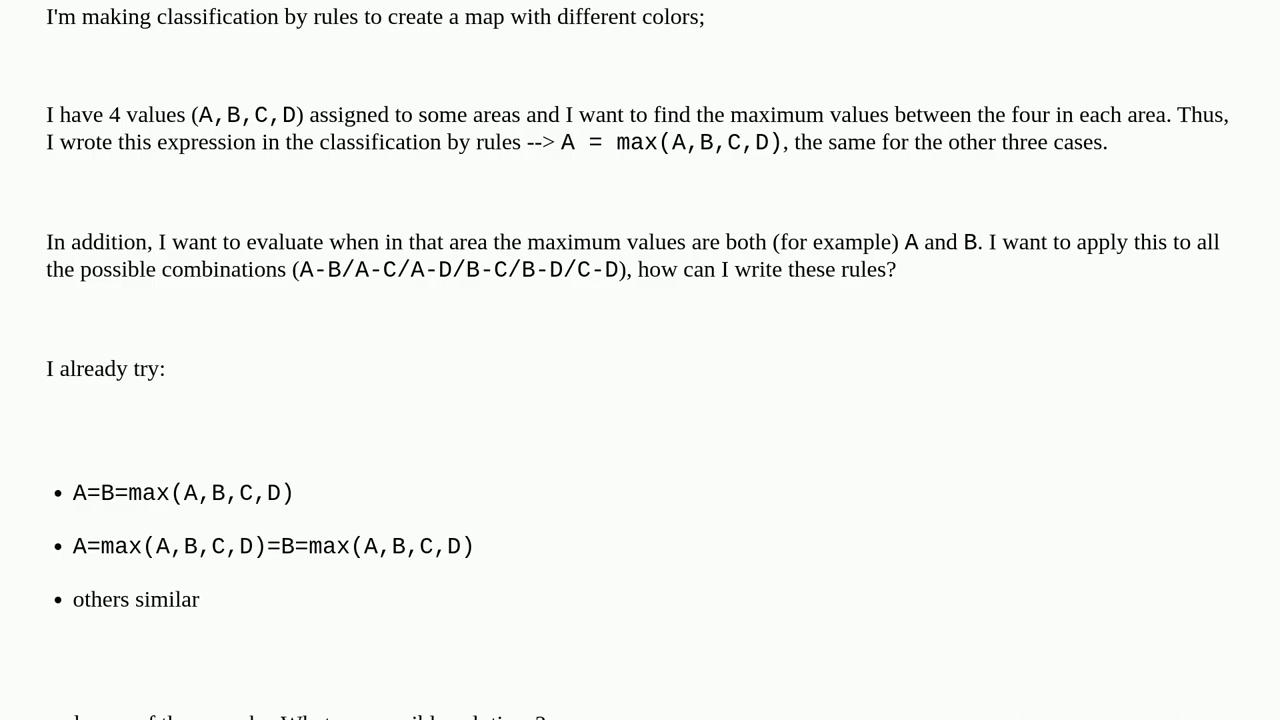 I'm making classification by rules to create a map with different colors;
I have 4 values (A,B,C,D) assigned to some areas and I want to find the maximum values between the four in each area. Thus,
I wrote this expression in the classification by rules --> A = max(A,B,C,D), the same for the other three cases.
In addition, I want to evaluate when in that area the maximum values are both (for example) A and B. I want to apply this to all
the possible combinations (A-B/A-C/A-D/B-C/B-D/C-D), how can I write these rules?
I already try:
• A=B=max(A,B,C,D)
• A=max(A,B,C,D)=B=max(A,B,C,D)
• others similar